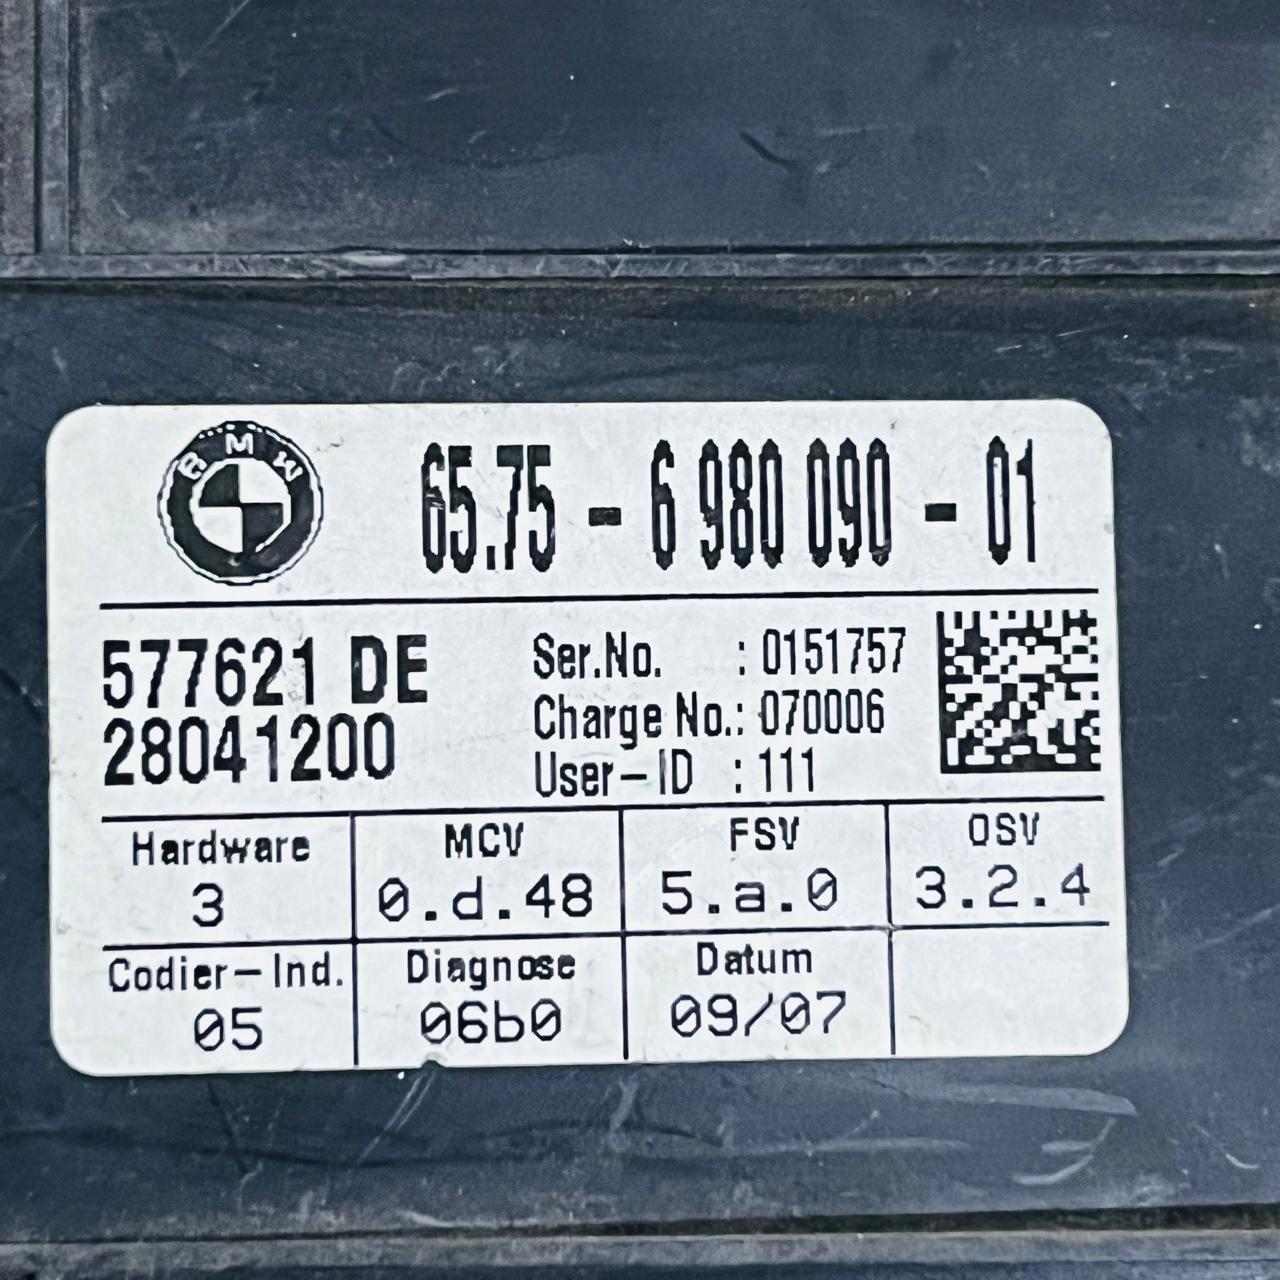 BMW
65.75 - 6 980 090 - 01
577621 DE
28041200
Ser.No. : 0151757
Charge No.: 070006
User-ID : 111
Hardware MCV FSV OSV
3 0.d.48 5.a.0 3.2.4
Codier-Ind. Diagnose Datum
05 06b0 09/07